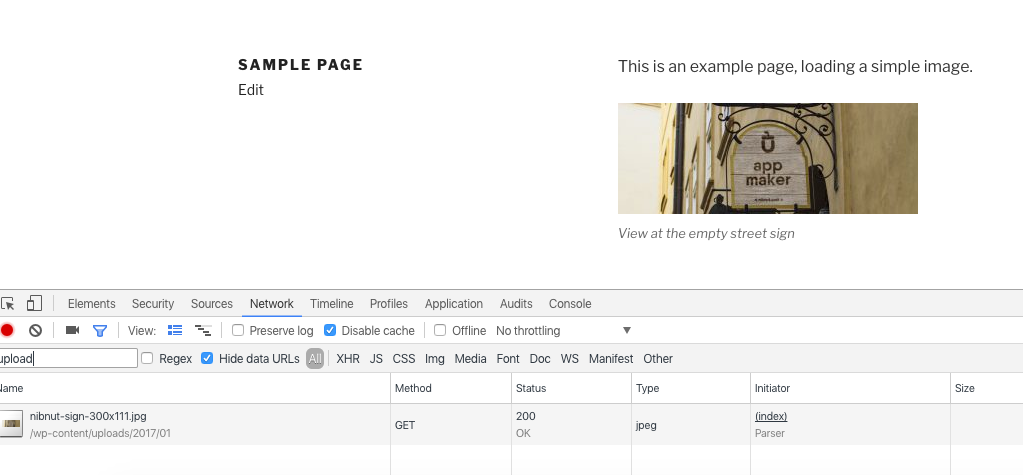 SAMPLE PAGE
Edit
This is an example page, loading a simple image.
app
maker
View at the empty street sign
Elements Security Sources Network Timeline Profiles Application Audits Console
View: Preserve log Disable cache Offline No throttling
upload Regex Hide data URLs All XHR JS CSS Img Media Font Doc WS Manifest Other
Name Method Status Type Initiator Size
nibnut-sign-300x111.jpg
/wp-content/uploads/2017/01
GET
200
OK
jpeg
(index)
Parser